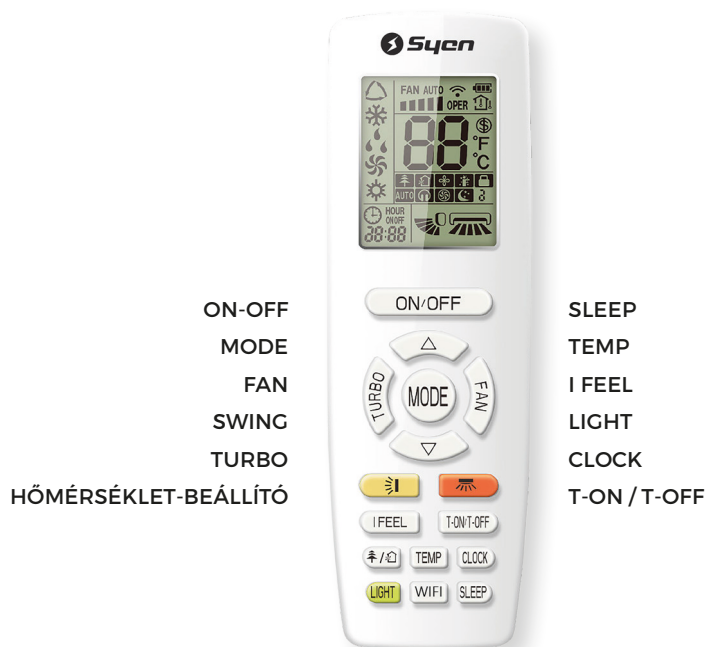 Syen
FAN AUTO
OPER
88
°F
°C
AUTO
HOUR
ON OFF
88:88
ON/OFF
TURBO
MODE
FAN
I FEEL
T-ON/T-OFF
/
TEMP
CLOCK
LIGHT
WIFI
SLEEP
ON-OFF
MODE
FAN
SWING
TURBO
HŐMÉRSÉKLET-BEÁLLÍTÓ
SLEEP
TEMP
I FEEL
LIGHT
CLOCK
T-ON / T-OFF